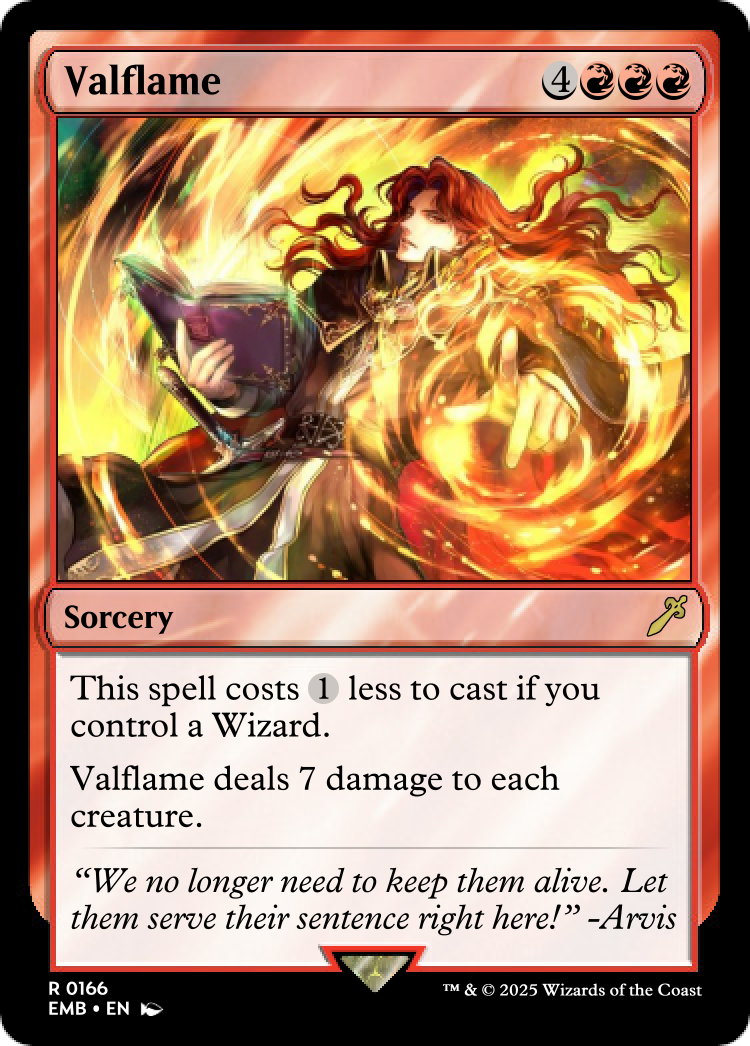 Valflame 4
Sorcery
This spell costs 1 less to cast if you
control a Wizard.
Valflame deals 7 damage to each
creature.
“We no longer need to keep them alive. Let
them serve their sentence right here!” -Arvis
R 0166
EMB • EN
™ & © 2025 Wizards of the Coast